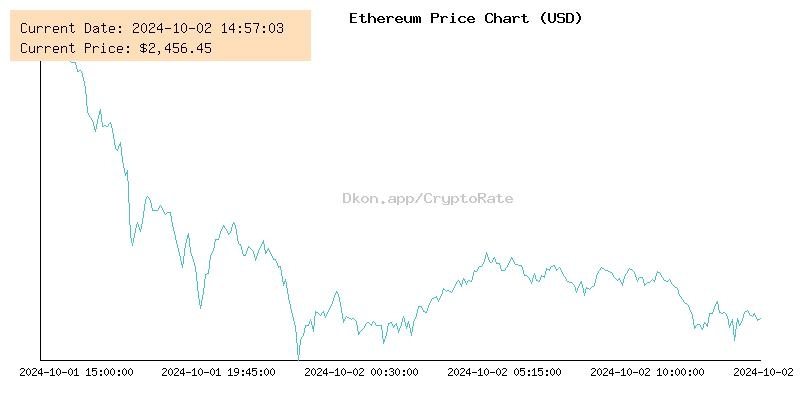 Ethereum Price Chart (USD)
Current Date: 2024-10-02 14:57:03
Current Price: $2,456.45
Dkon.app/CryptoRate
2024-10-01 15:00:00 2024-10-01 19:45:00 2024-10-02 00:30:00 2024-10-02 05:15:00 2024-10-02 10:00:00 2024-10-02